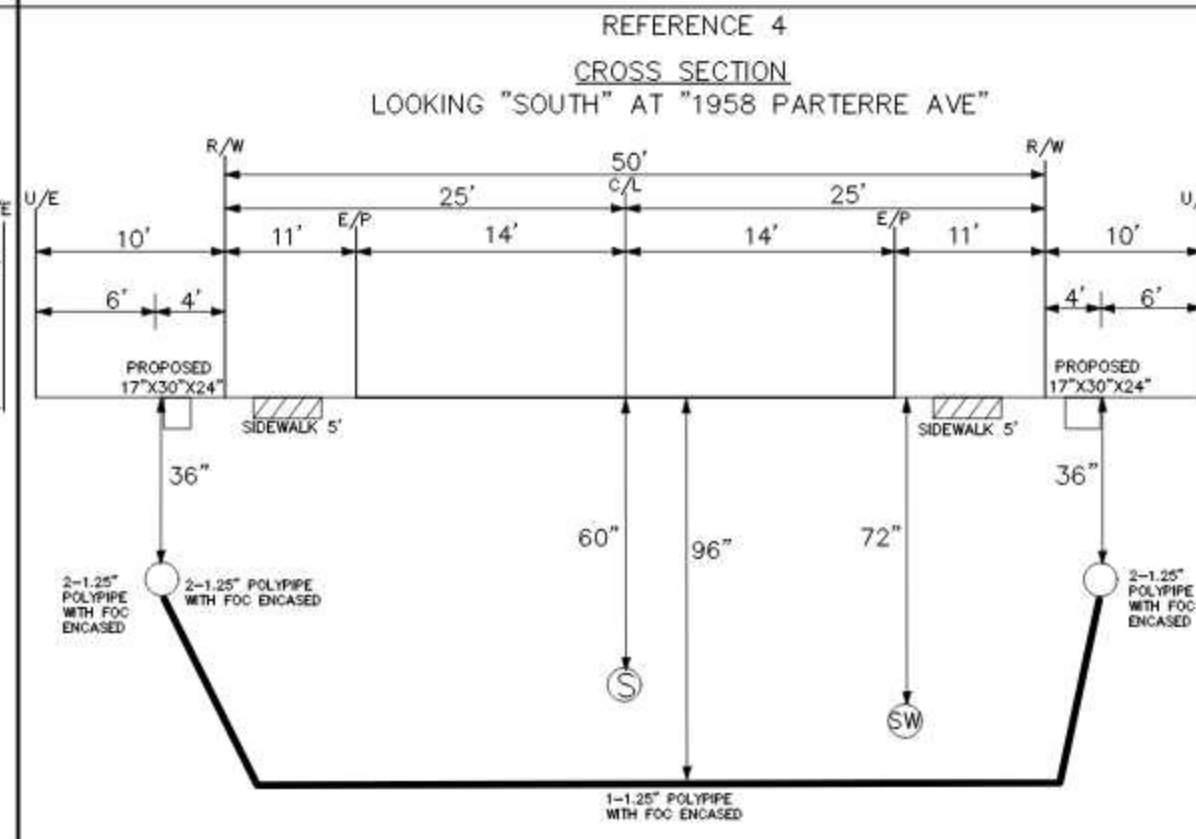 REFERENCE 4
CROSS SECTION
LOOKING "SOUTH" AT "1958 PARTERRE AVE"
R/W
R/W
50'
U/E
C/L
U/
25'
25'
E/P
E/P
10'
11'
14'
14'
11'
10'
6'
4'
4'
6'
PROPOSED
17"X30"X24"
PROPOSED
17"X30"X24"
SIDEWALK 5'
SIDEWALK 5'
36"
36"
60"
96"
72"
2-1.25"
POLYPIPE
WITH FOC
ENCASED
2-1.25" POLYPIPE
WITH FOC ENCASED
2-1.25"
POLYPIPE
WITH FOC
ENCASED
S
SW
1-1.25" POLYPIPE
WITH FOC ENCASED